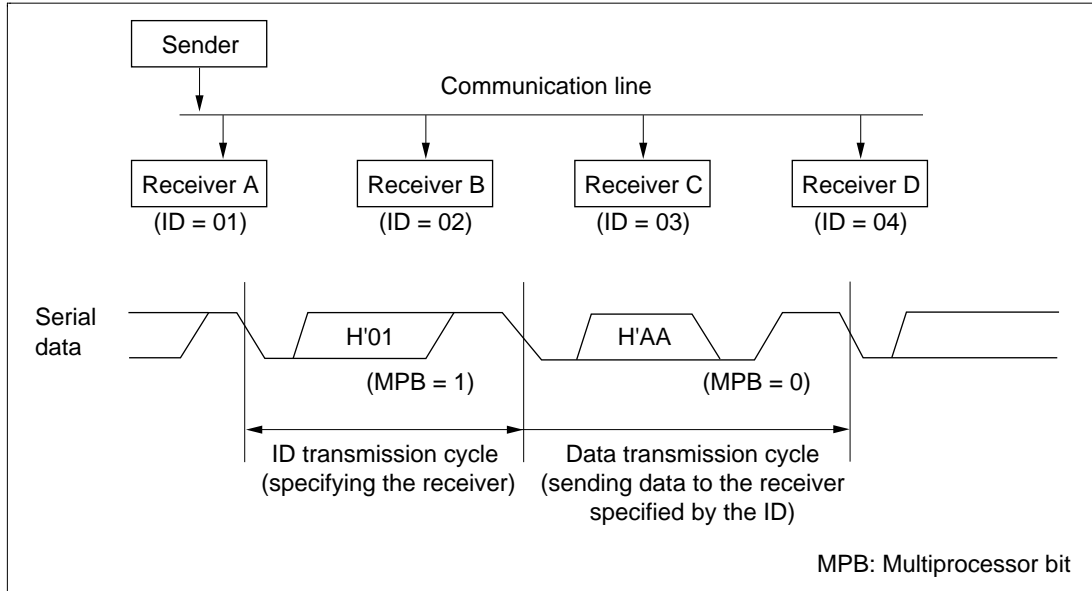 Sender
Communication line
Receiver A
Receiver B
Receiver C
Receiver D
(ID = 01)
(ID = 02)
(ID = 03)
(ID = 04)
Serial
data
H'01
H'AA
(MPB = 1)
(MPB = 0)
ID transmission cycle
(specifying the receiver)
Data transmission cycle
(sending data to the receiver
specified by the ID)
MPB: Multiprocessor bit